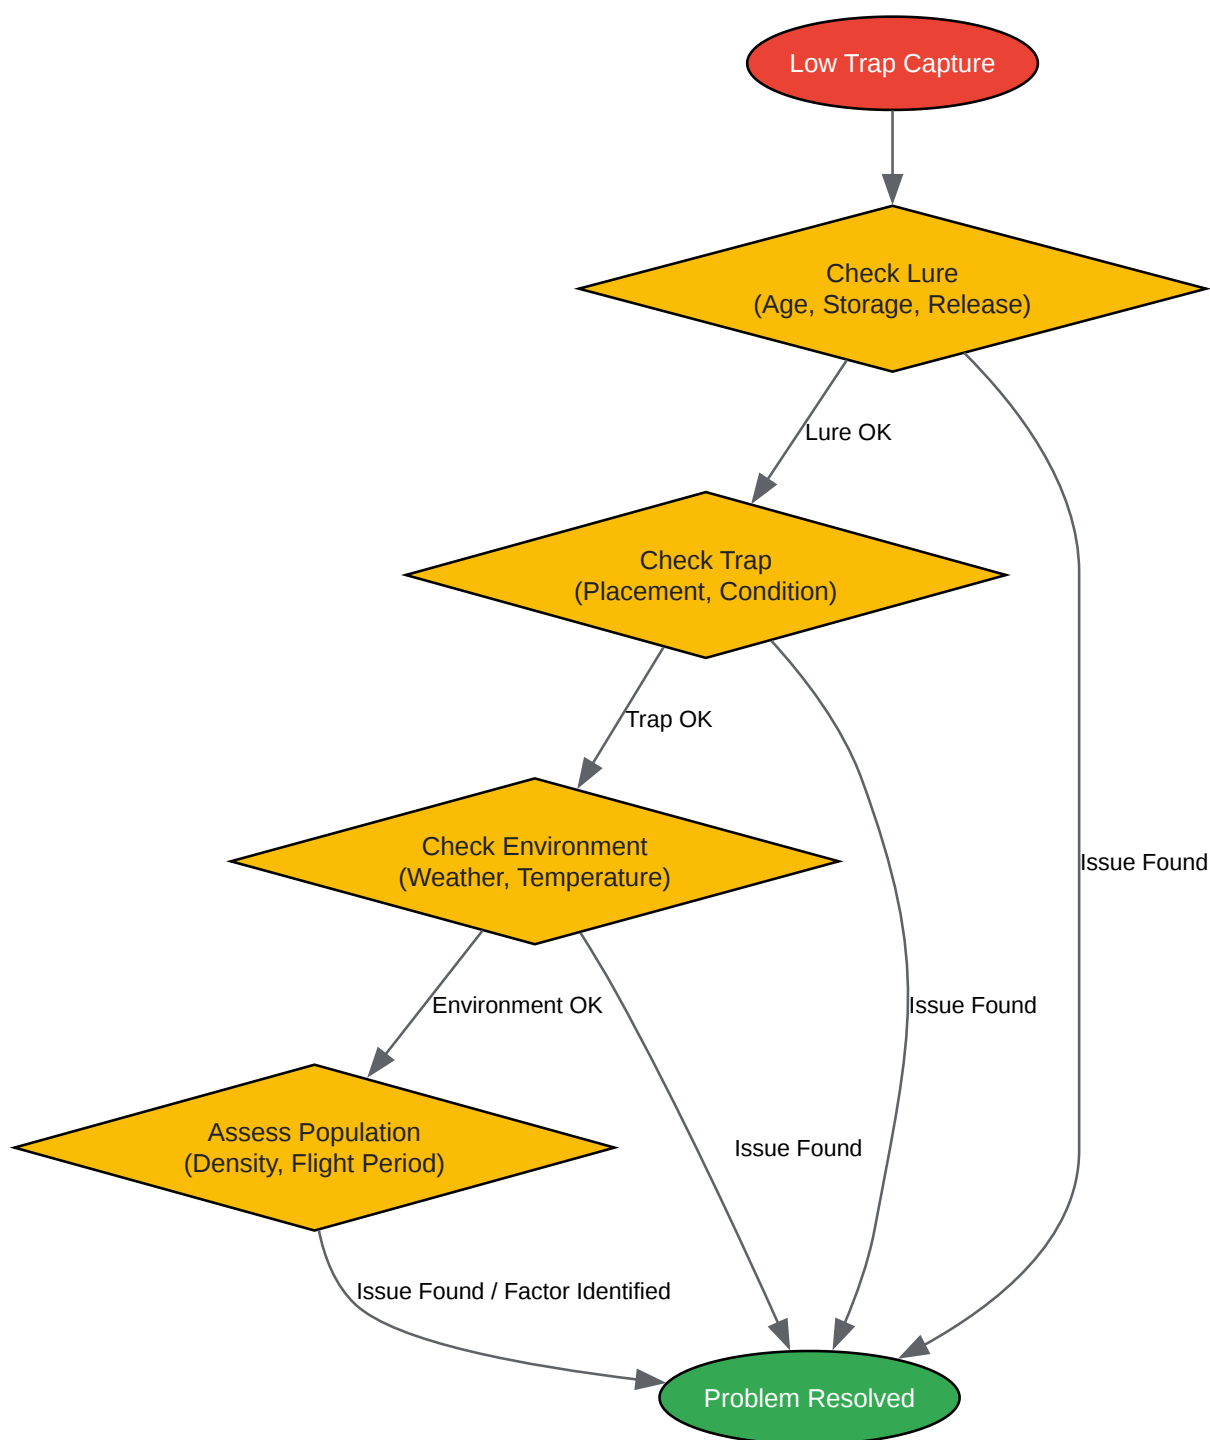 Low Trap Capture
Check Lure
(Age, Storage, Release)
Lure OK
Check Trap
(Placement, Condition)
Trap OK
Check Environment
(Weather, Temperature)
Issue Found
Environment OK
Issue Found
Assess Population
(Density, Flight Period)
Issue Found
Issue Found / Factor Identified
Problem Resolved